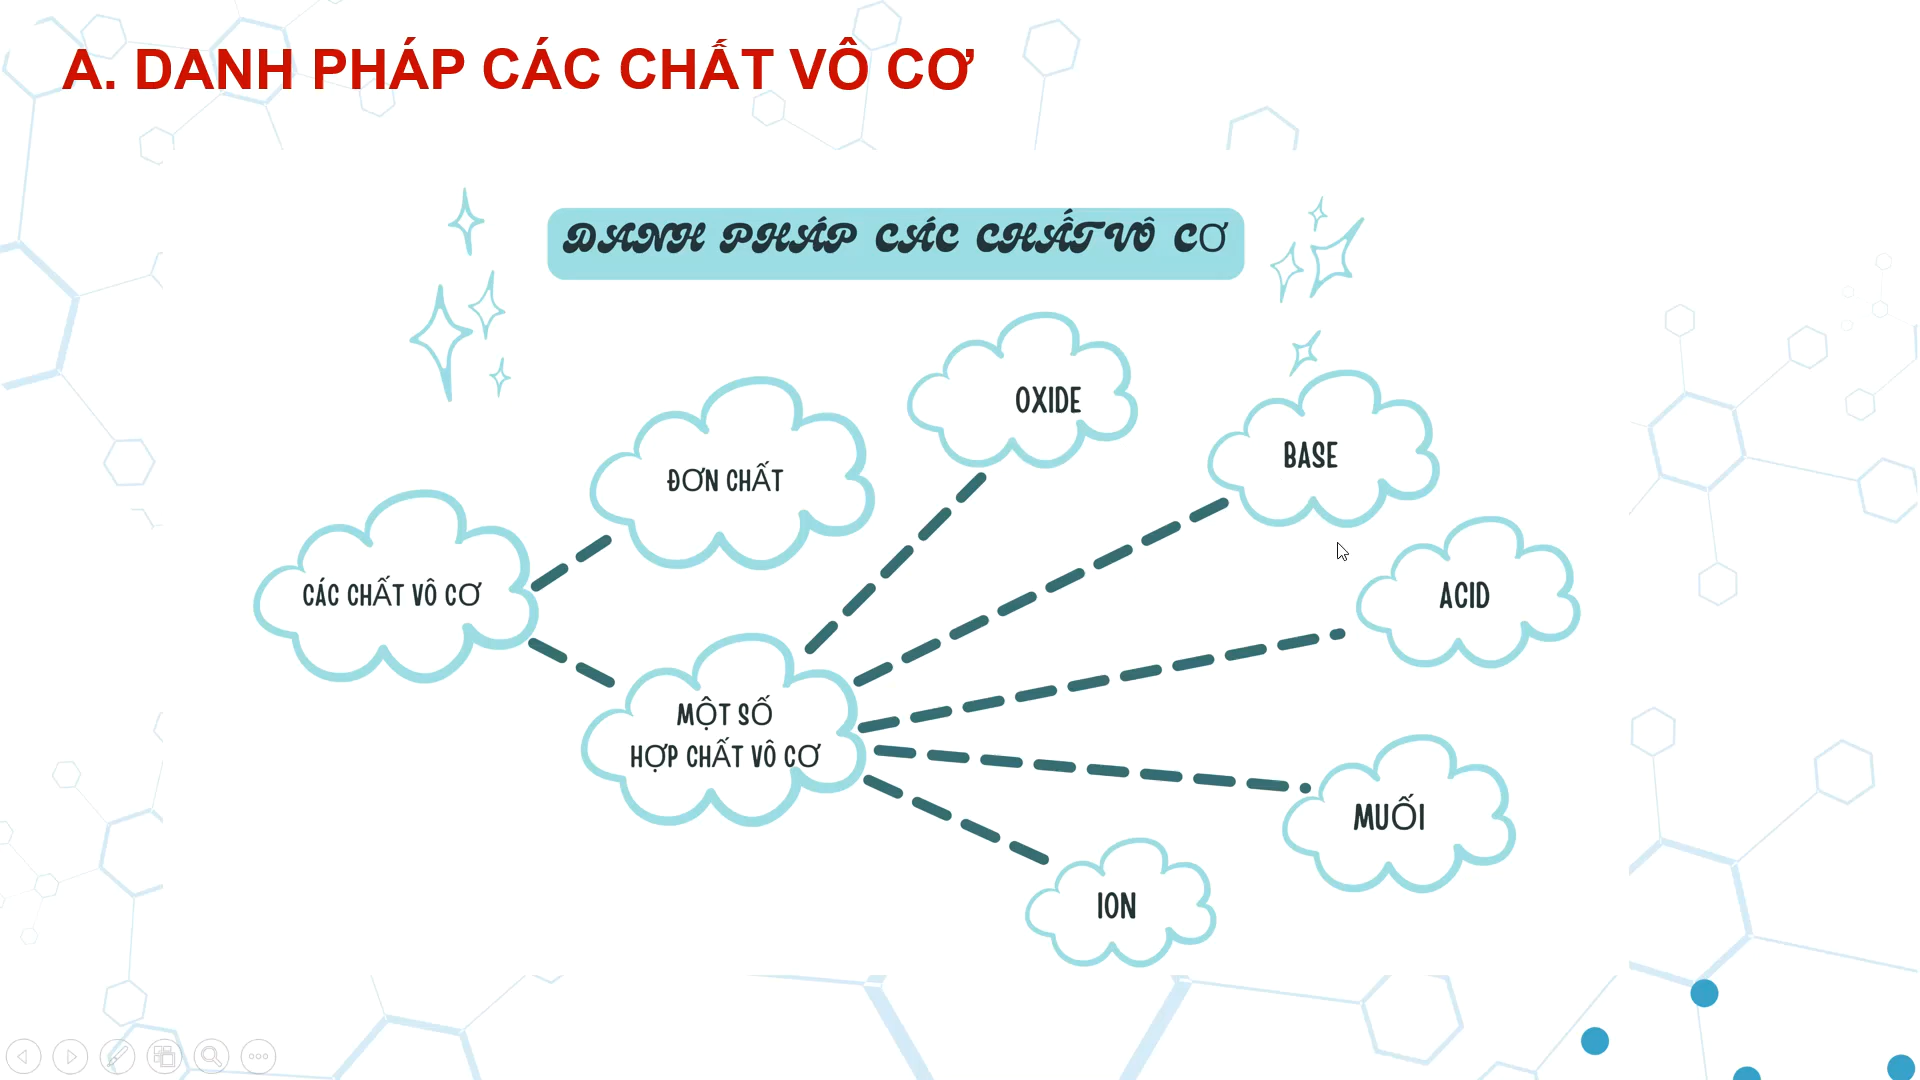 A. DANH PHÁP CÁC CHẤT VÔ CƠ
DANH PHÁP CÁC CHẤT VÔ CƠ
OXIDE
BASE
ĐƠN CHẤT
CÁC CHẤT VÔ CƠ
ACID
MỘT SỐ
HỢP CHẤT VÔ CƠ
MUỐI
ION